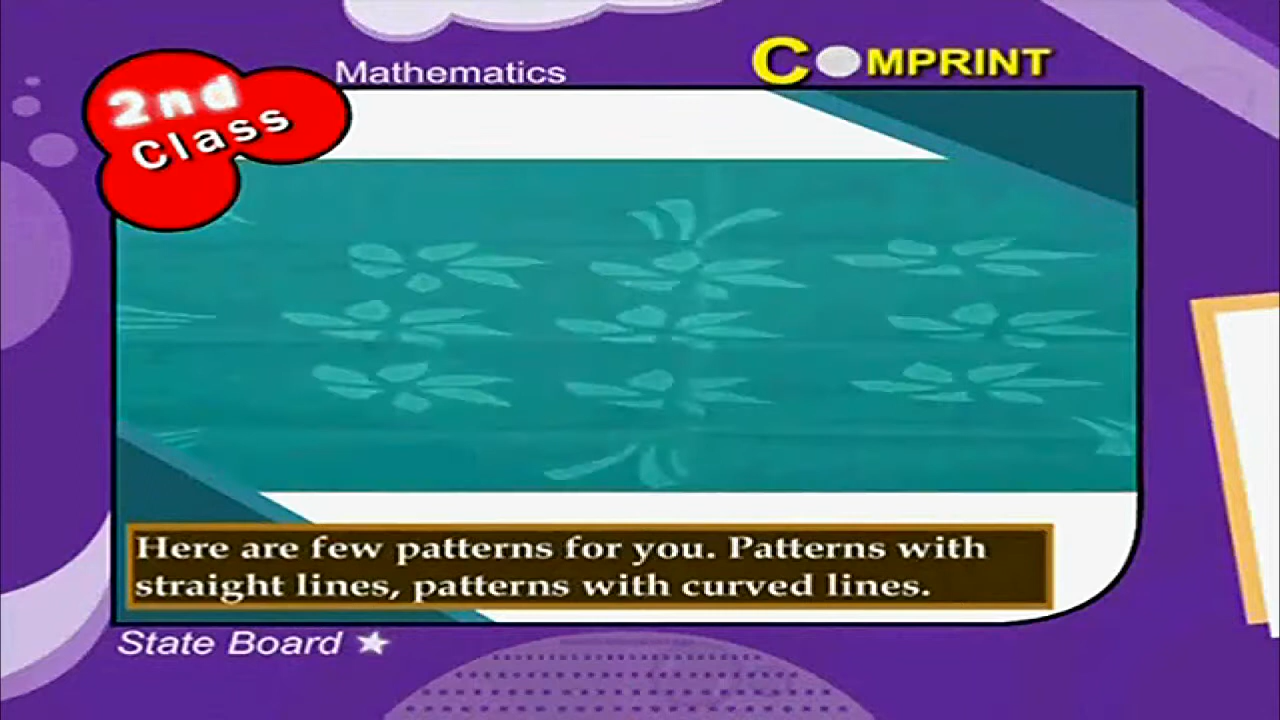 Mathematics
COMPRINT
2nd
Class
Here are few patterns for you. Patterns with
straight lines, patterns with curved lines.
State Board